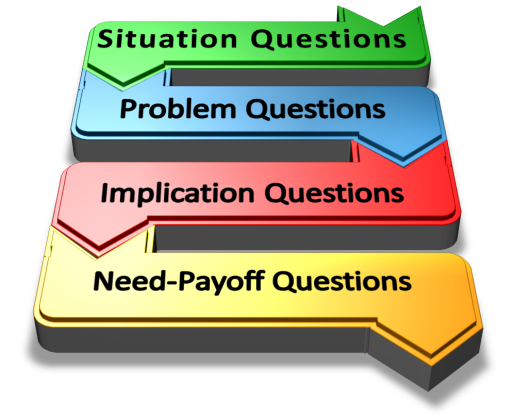 Situation Questions
Problem Questions
Implication Questions
Need-Payoff Questions